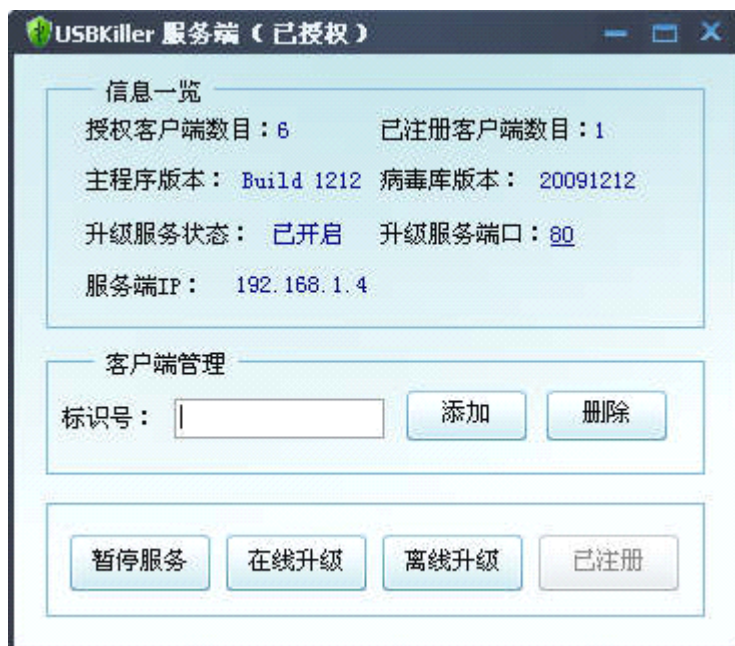 USBKiller 服务端（已授权）
信息一览
授权客户端数目：6 已注册客户端数目：1
主程序版本： Build 1212 病毒库版本： 20091212
升级服务状态： 已开启 升级服务端口：80
服务端IP： 192.168.1.4
客户端管理
标识号： 添加 删除
暂停服务 在线升级 离线升级 已注册